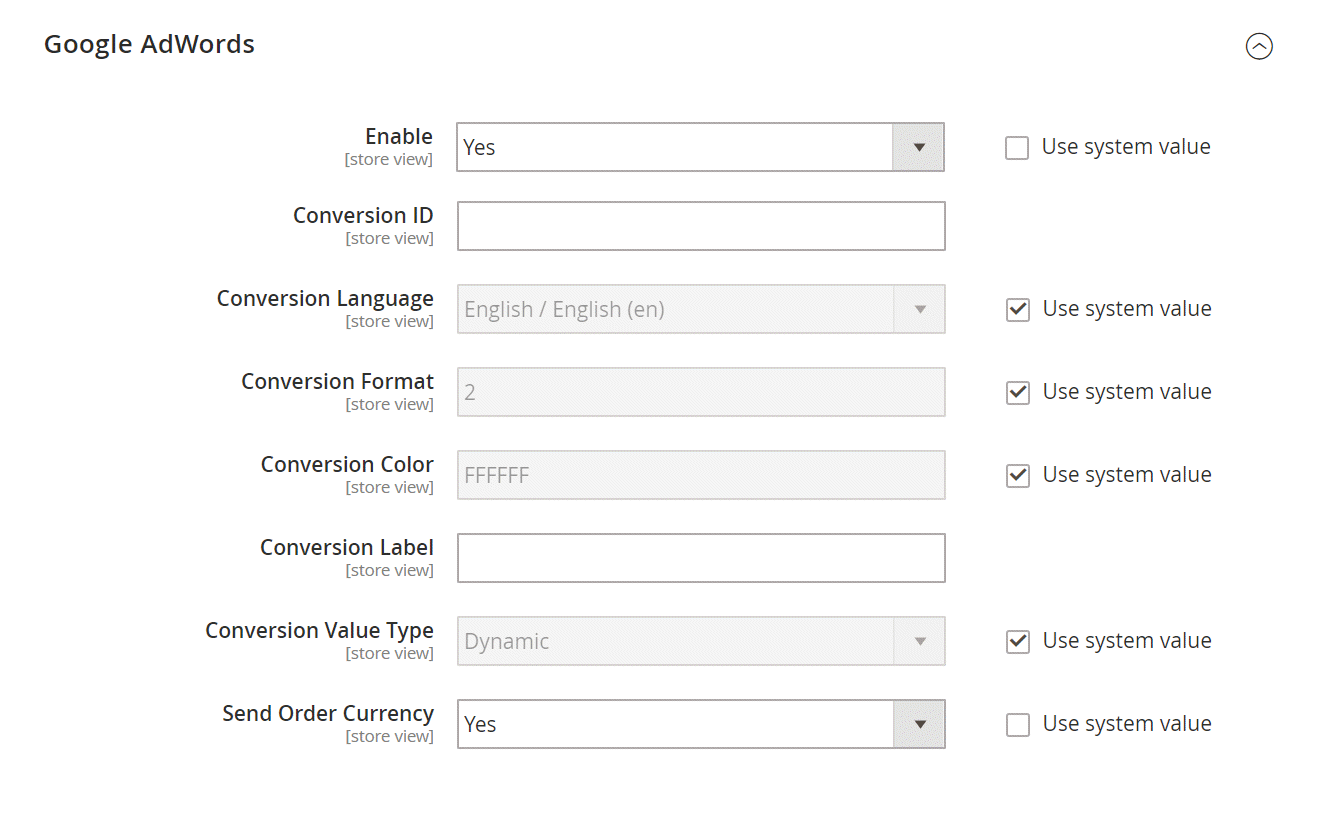 Google AdWords
Enable
[store view]
Yes
Use system value
Conversion ID
[store view]
Conversion Language
[store view]
English / English (en)
Use system value
Conversion Format
[store view]
2
Use system value
Conversion Color
[store view]
FFFFFF
Use system value
Conversion Label
[store view]
Conversion Value Type
[store view]
Dynamic
Use system value
Send Order Currency
[store view]
Yes
Use system value